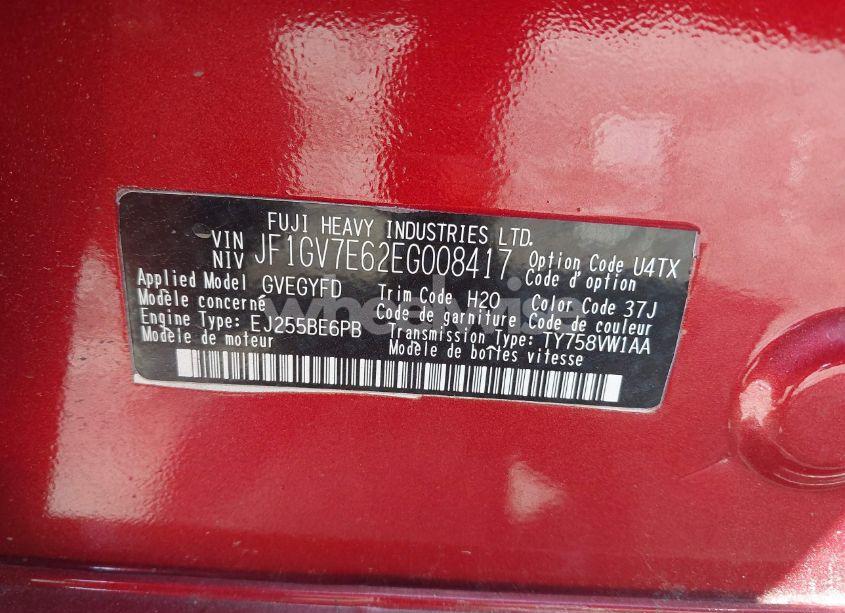 FUJI HEAVY INDUSTRIES LTD.
VIN
NIV JF1GV7E62EG008417
Option Code U4TX
Code d'option
Applied Model GVEGYFD
Modèle concerné
Trim Code H20
Code de garniture
Color Code 37J
Code de couleur
Engine Type: EJ255BE6PB
Modèle de moteur
Transmission Type: TY758VW1AA
Modèle de boîtes vitesse
wheelwise